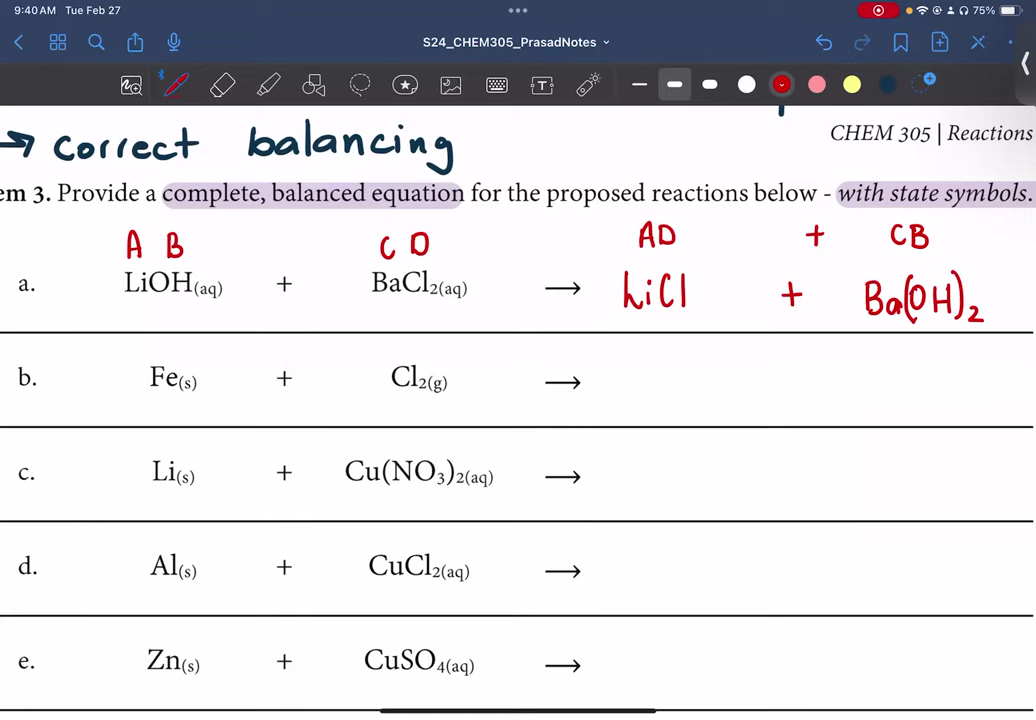 9:40 AM Tue Feb 27 75%
S24_CHEM305_PrasadNotes
→ correct balancing
CHEM 305 | Reactions
em 3. Provide a complete, balanced equation for the proposed reactions below - with state symbols.
A B C D AD + CB
a. LiOH(aq) + BaCl₂(aq) → LiCl + Ba(OH)₂
b. Fe(s) + Cl₂(g) →
c. Li(s) + Cu(NO₃)₂(aq) →
d. Al(s) + CuCl₂(aq) →
e. Zn(s) + CuSO₄(aq) →